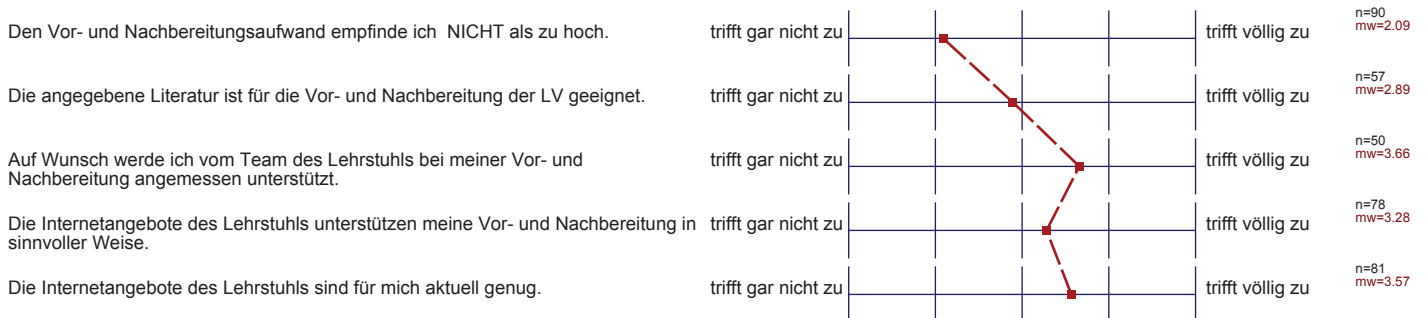 Den Vor- und Nachbereitungsaufwand empfinde ich  NICHT als zu hoch. trifft gar nicht zu trifft völlig zu n=90
mw=2.09
Die angegebene Literatur ist für die Vor- und Nachbereitung der LV geeignet. trifft gar nicht zu trifft völlig zu n=57
mw=2.89
Auf Wunsch werde ich vom Team des Lehrstuhls bei meiner Vor- und
Nachbereitung angemessen unterstützt. trifft gar nicht zu trifft völlig zu n=50
mw=3.66
Die Internetangebote des Lehrstuhls unterstützen meine Vor- und Nachbereitung in
sinnvoller Weise. trifft gar nicht zu trifft völlig zu n=78
mw=3.28
Die Internetangebote des Lehrstuhls sind für mich aktuell genug. trifft gar nicht zu trifft völlig zu n=81
mw=3.57